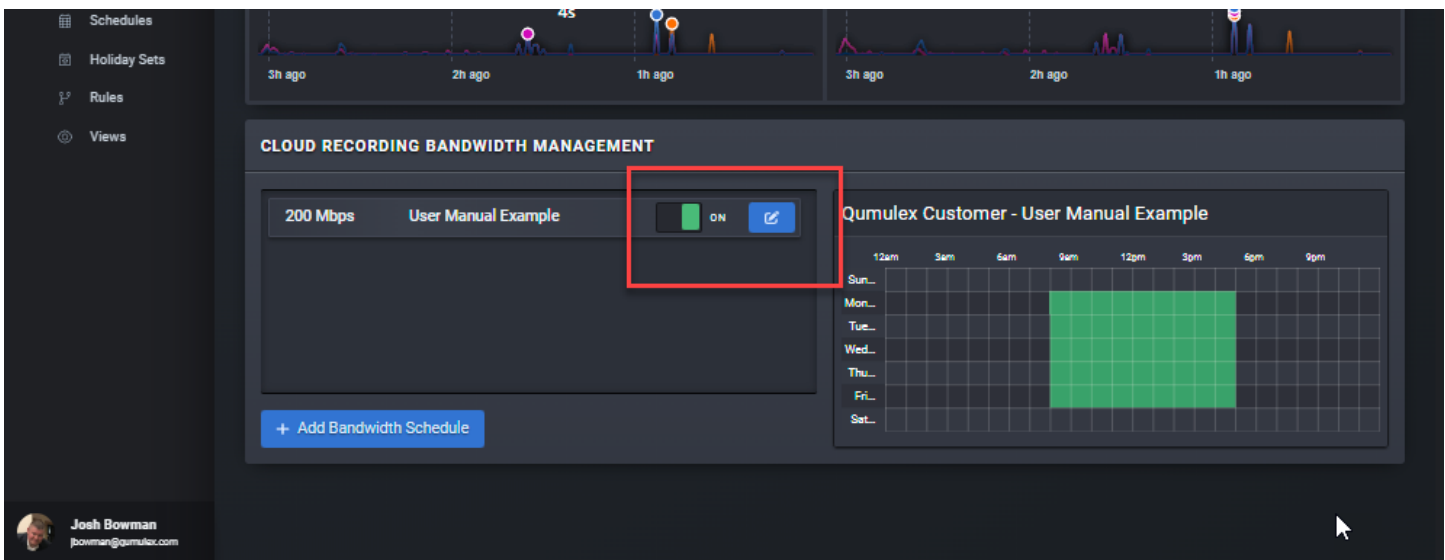 Schedules
Holiday Sets
Rules
Views
4s
3h ago 2h ago 1h ago
3h ago 2h ago 1h ago
CLOUD RECORDING BANDWIDTH MANAGEMENT
200 Mbps User Manual Example ON
+ Add Bandwidth Schedule
Qumulex Customer - User Manual Example
12am 3am 6am 9am 12pm 3pm 6pm 9pm
Sun...
Mon...
Tue...
Wed...
Thu...
Fri...
Sat...
Josh Bowman
jbowman@qumulex.com